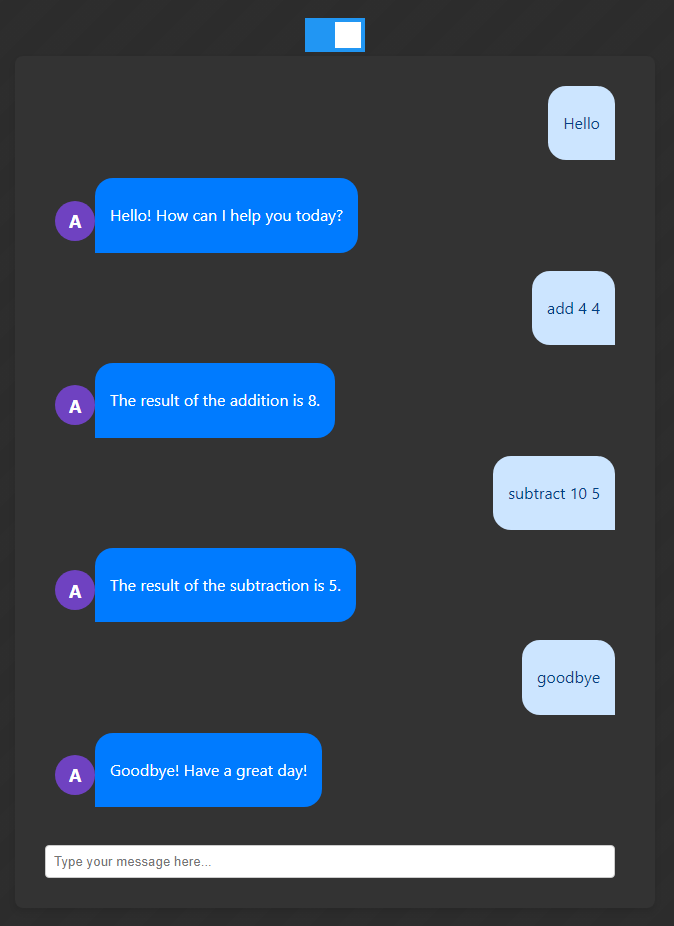 Hello
Hello! How can I help you today?
A
add 4 4
The result of the addition is 8.
A
subtract 10 5
The result of the subtraction is 5.
A
goodbye
Goodbye! Have a great day!
A
Type your message here...